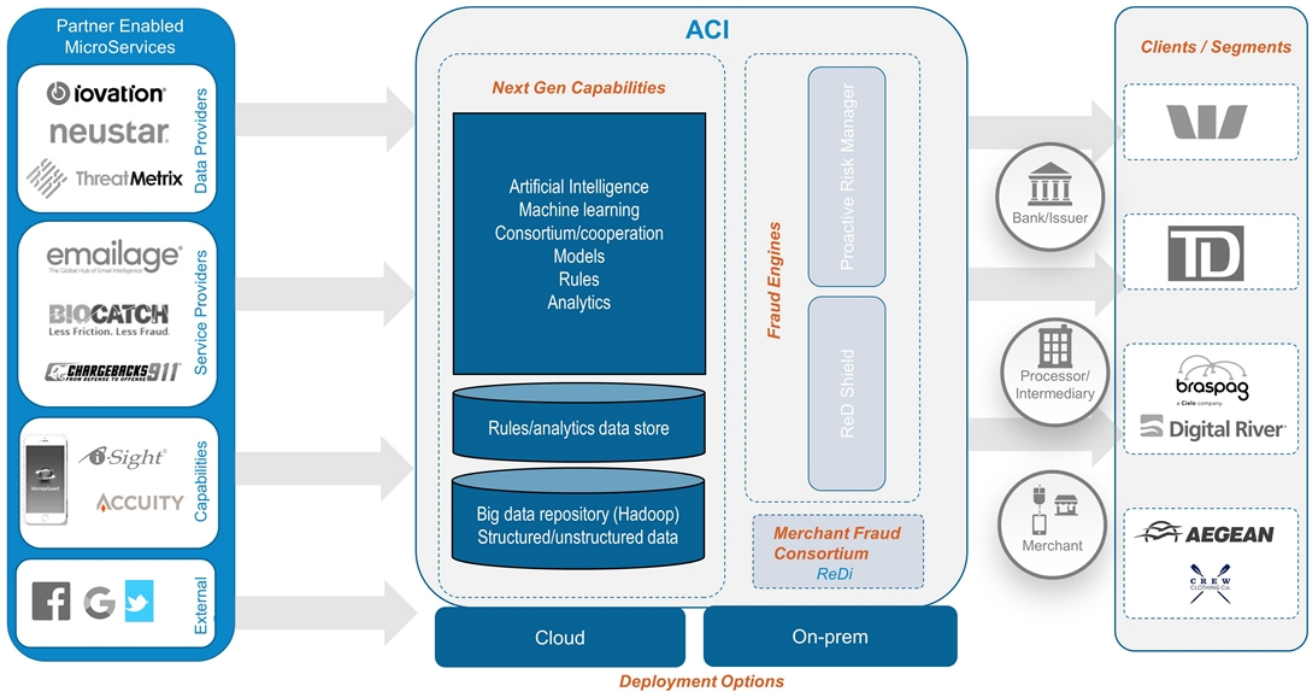 Partner Enabled
MicroServices
iovation
neustar
ThreatMetrix
Data Providers
emailage
The Global Hub of Email Intelligence
BIOCATCH
Less Friction. Less Fraud.
CHARGEBACKS911
FROM DEFENSE TO OFFENSE
Service Providers
MoneyGuard
i-Sight
ACCUITY
Capabilities
External
ACI
Next Gen Capabilities
Artificial Intelligence
Machine learning
Consortium/cooperation
Models
Rules
Analytics
Rules/analytics data store
Big data repository (Hadoop)
Structured/unstructured data
Fraud Engines
Proactive Risk Manager
ReD Shield
Merchant Fraud
Consortium
ReDi
Cloud
On-prem
Deployment Options
Bank/Issuer
Processor/
Intermediary
Merchant
Clients / Segments
TD
braspag
a Cielo company.
Digital River
AEGEAN
CREW
CLOTHING Co.